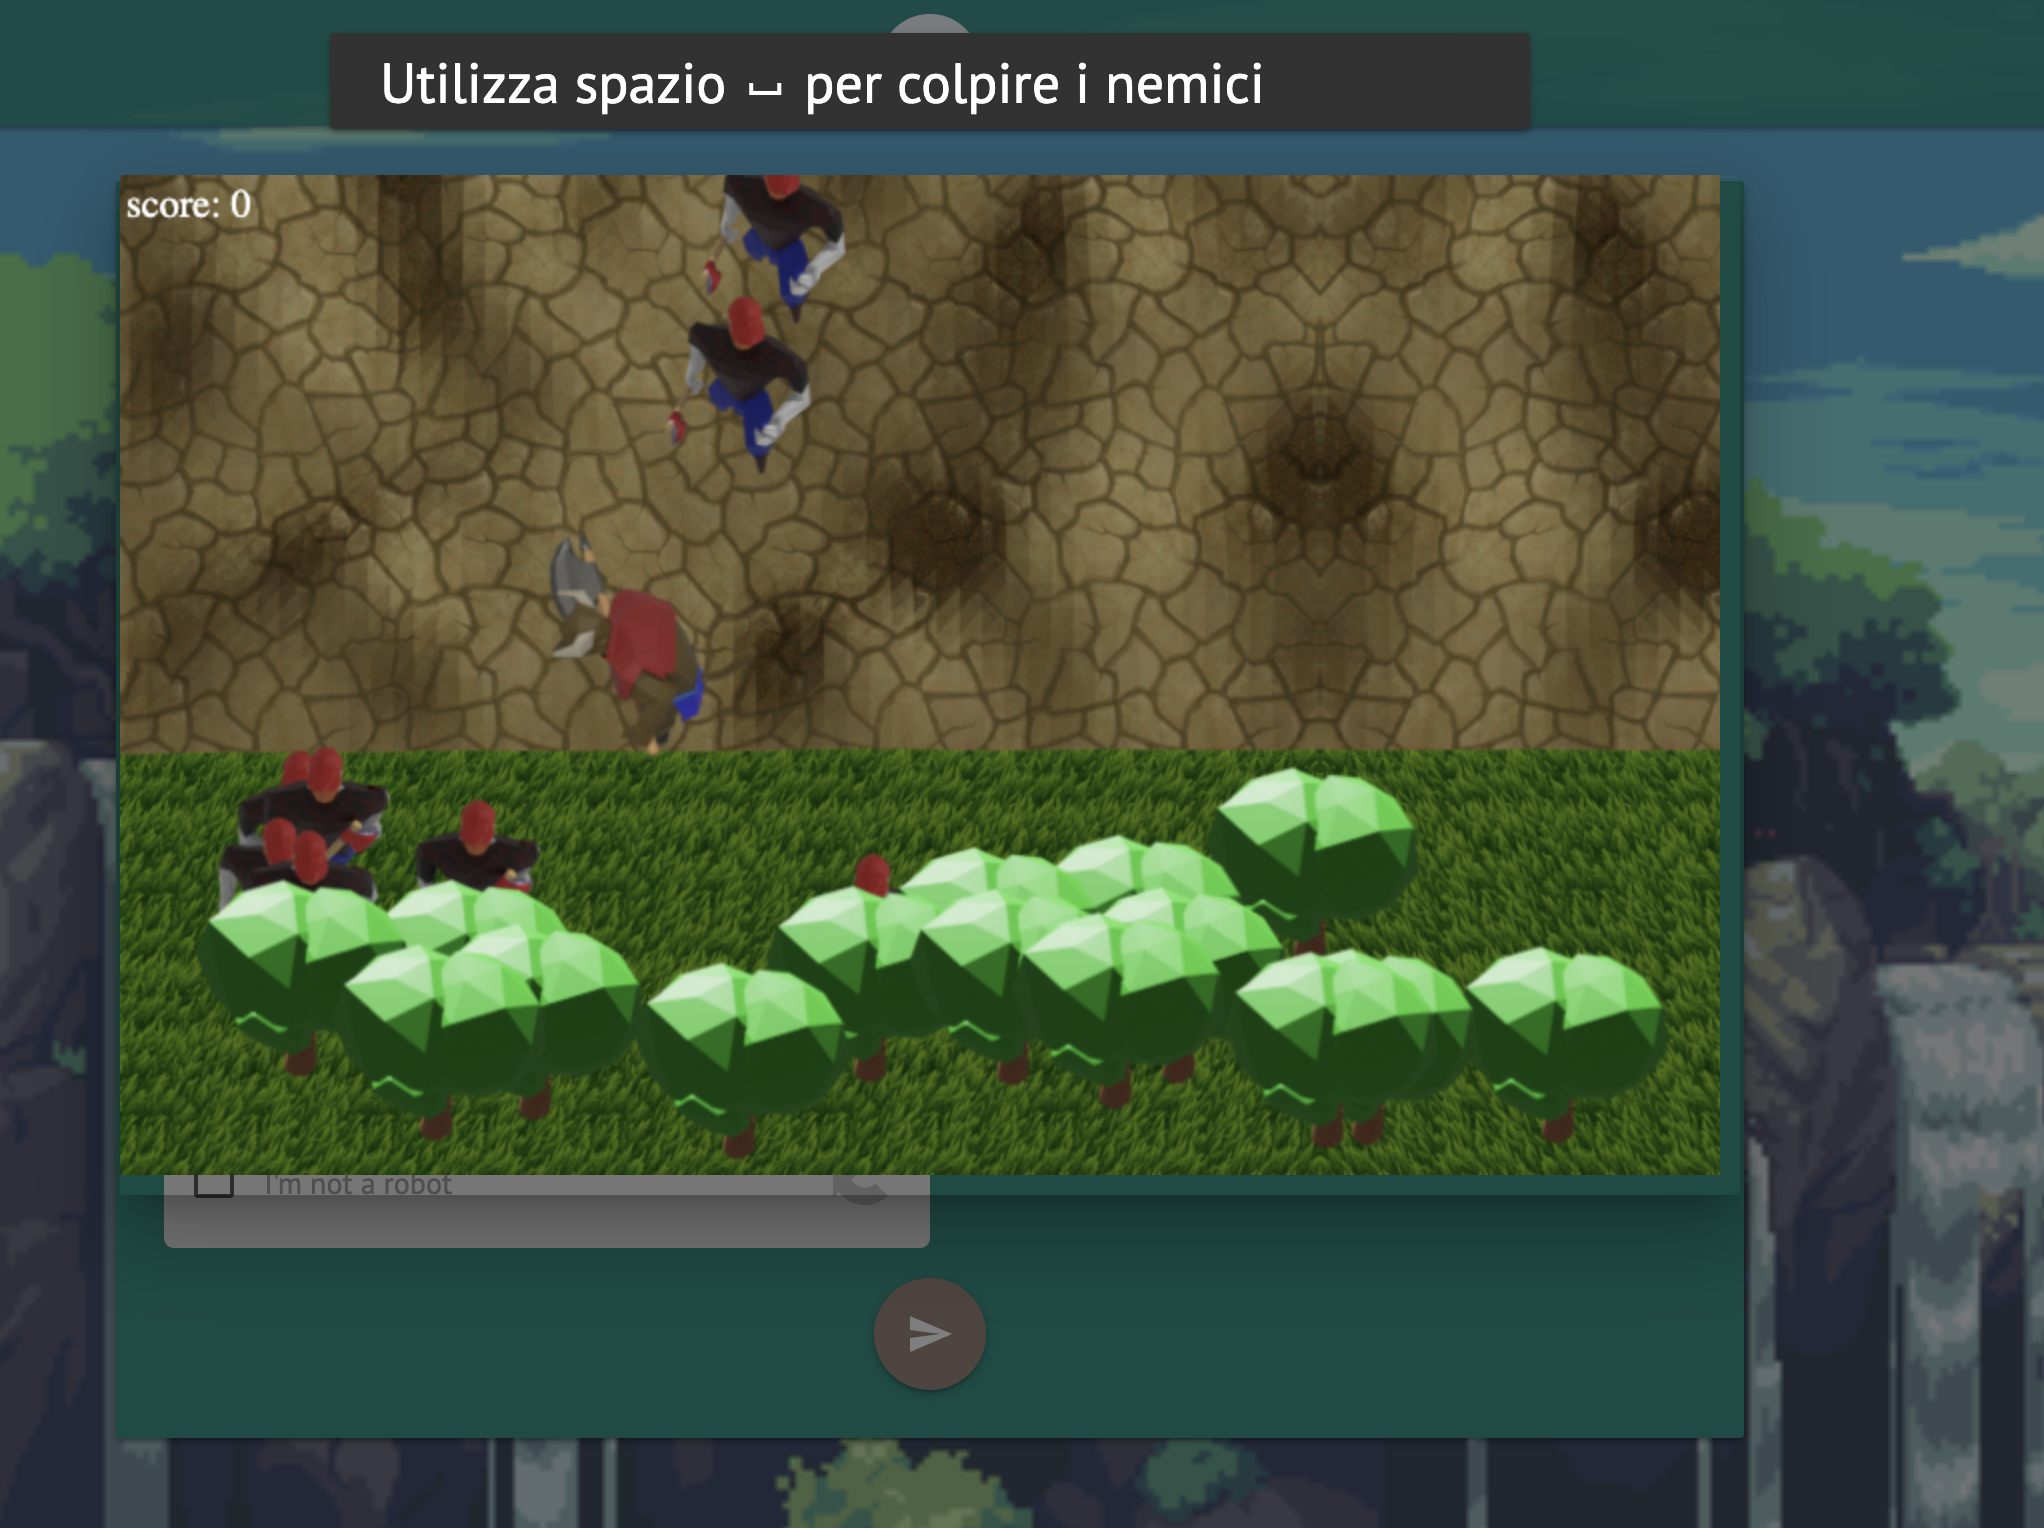 Utilizza spazio ⎵ per colpire i nemici
score: 0
I'm not a robot